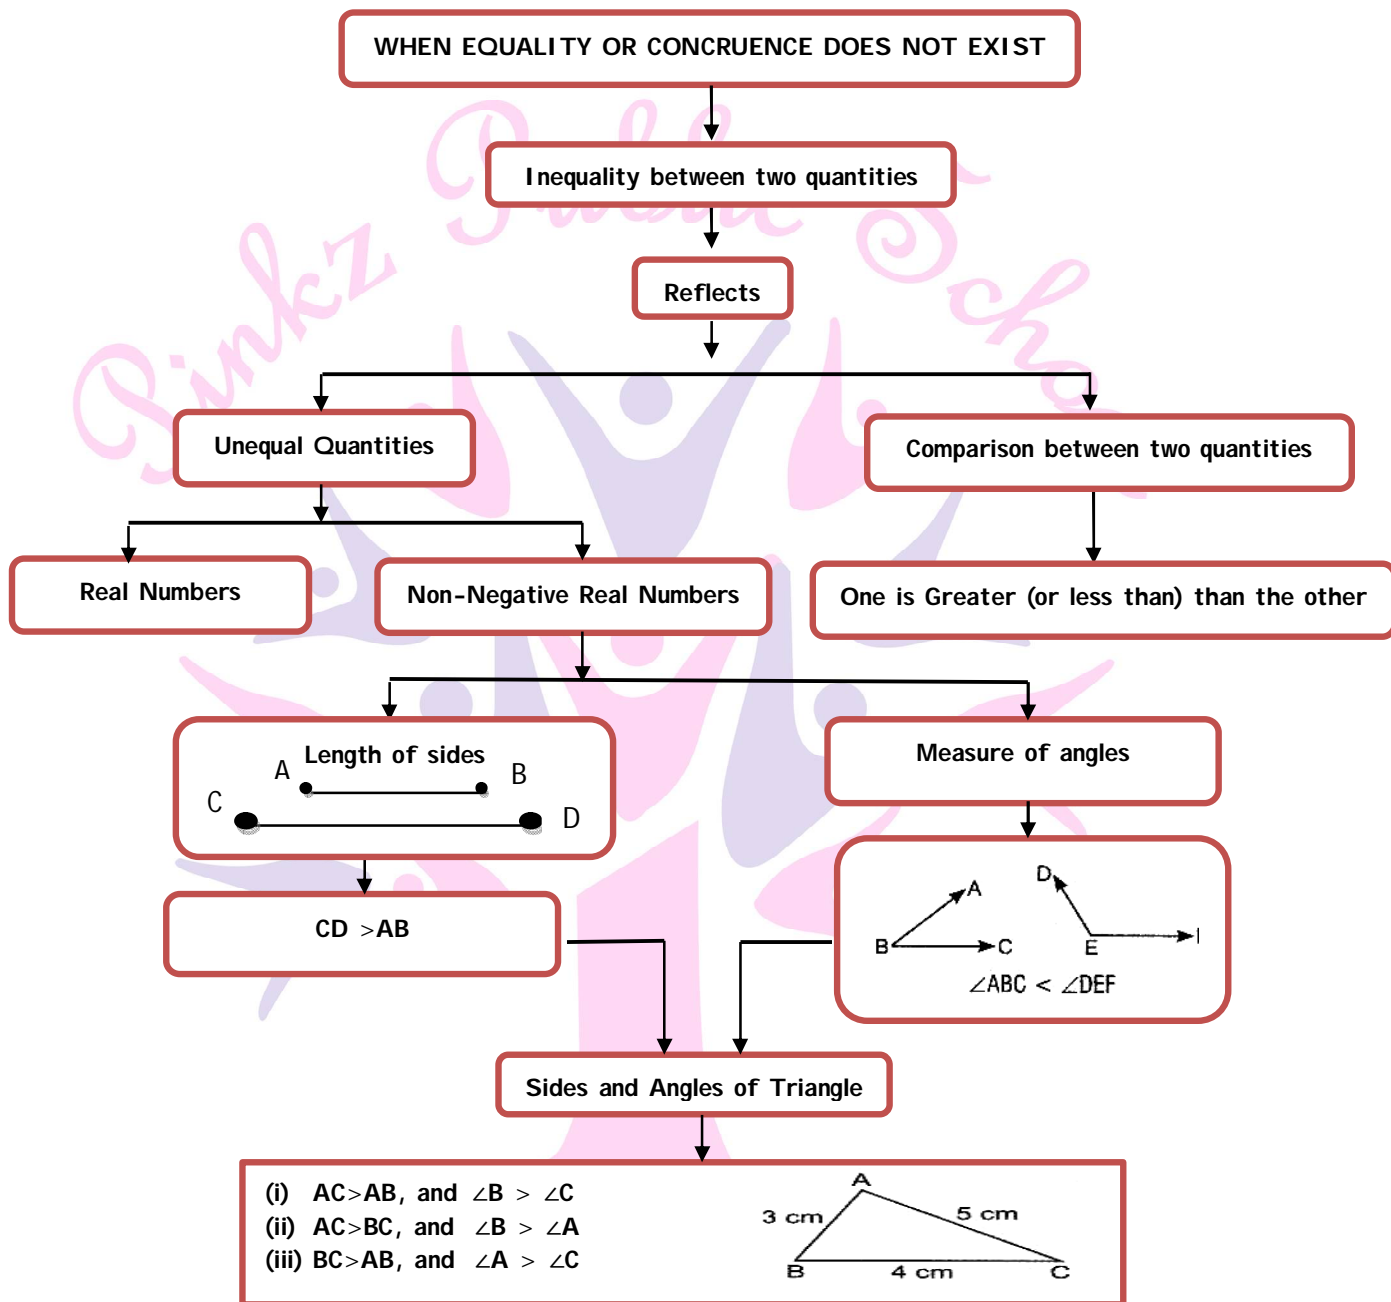 WHEN EQUALITY OR CONCRUENCE DOES NOT EXIST
Inequality between two quantities
Reflects
Unequal Quantities
Comparison between two quantities
Real Numbers
Non-Negative Real Numbers
One is Greater (or less than) than the other
Length of sides
A B
C D
Measure of angles
CD >AB
A
B C
D
E
∠ABC < ∠DEF
Sides and Angles of Triangle
(i) AC>AB, and ∠B > ∠C
(ii) AC>BC, and ∠B > ∠A
(iii) BC>AB, and ∠A > ∠C
A
3 cm 5 cm
B 4 cm C
Pinkz Public School